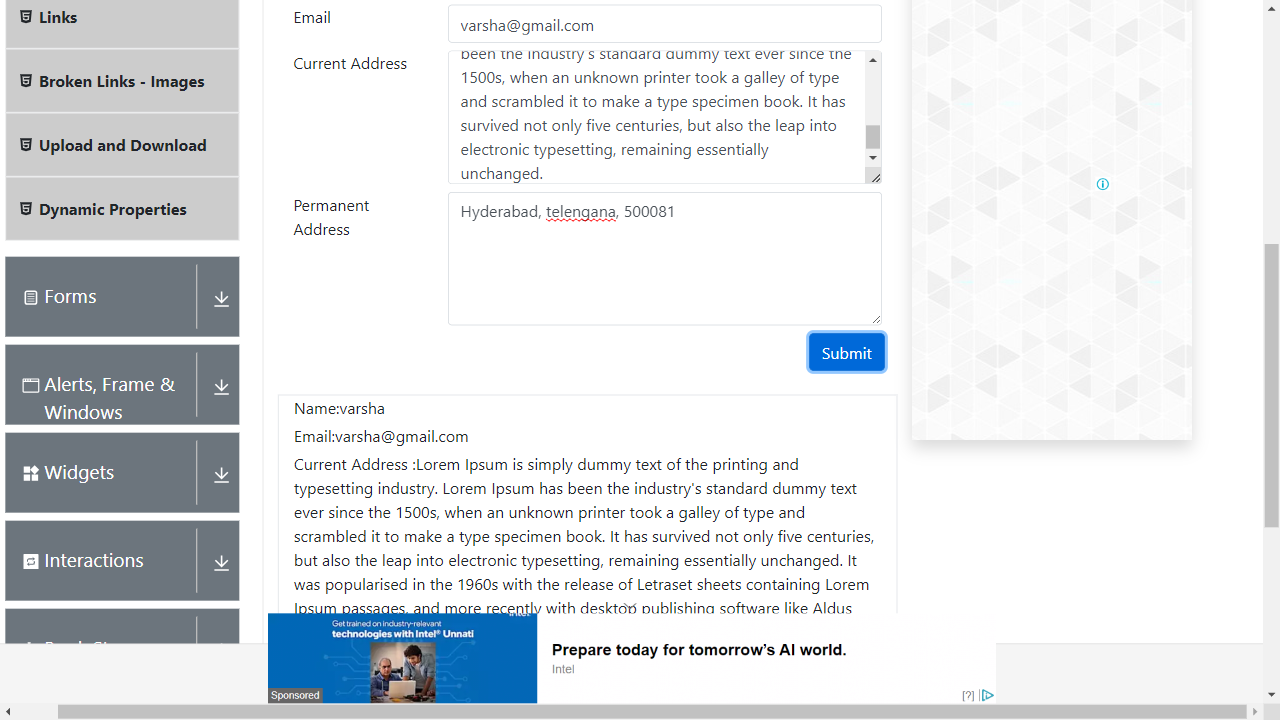 Links
Broken Links - Images
Upload and Download
Dynamic Properties
Forms
Alerts, Frame &
Windows
Widgets
Interactions
Email
varsha@gmail.com
Current Address
been the industry's standard dummy text ever since the
1500s, when an unknown printer took a galley of type
and scrambled it to make a type specimen book. It has
survived not only five centuries, but also the leap into
electronic typesetting, remaining essentially
unchanged.
Permanent
Address
Hyderabad, telengana, 500081
Submit
Name:varsha
Email:varsha@gmail.com
Current Address :Lorem Ipsum is simply dummy text of the printing and
typesetting industry. Lorem Ipsum has been the industry's standard dummy text
ever since the 1500s, when an unknown printer took a galley of type and
scrambled it to make a type specimen book. It has survived not only five centuries,
but also the leap into electronic typesetting, remaining essentially unchanged. It
was popularised in the 1960s with the release of Letraset sheets containing Lorem
Ipsum passages, and more recently with desktop publishing software like Aldus
Get trained on industry-relevant
technologies with Intel® Unnati
Sponsored
Prepare today for tomorrow's AI world.
Intel
[?]